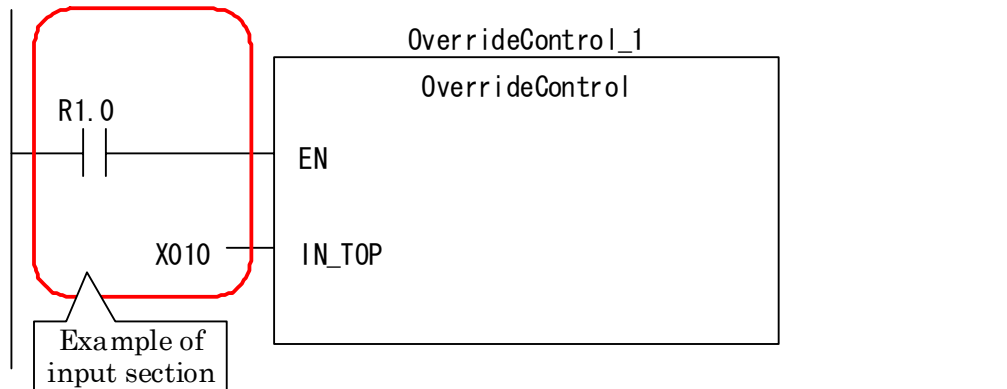 OverrideControl_1
OverrideControl
R1.0
EN
X010
IN_TOP
Example of
input section